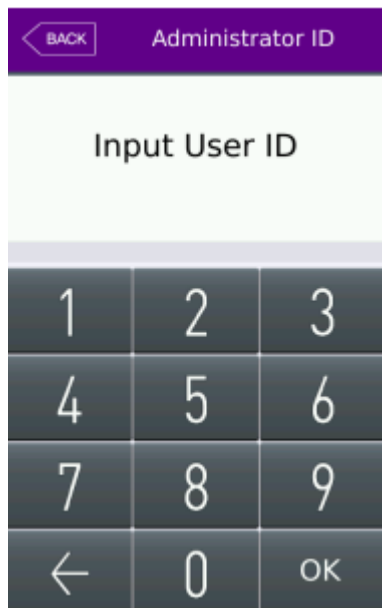 BACK Administrator ID
Input User ID
1 2 3
4 5 6
7 8 9
← 0 OK